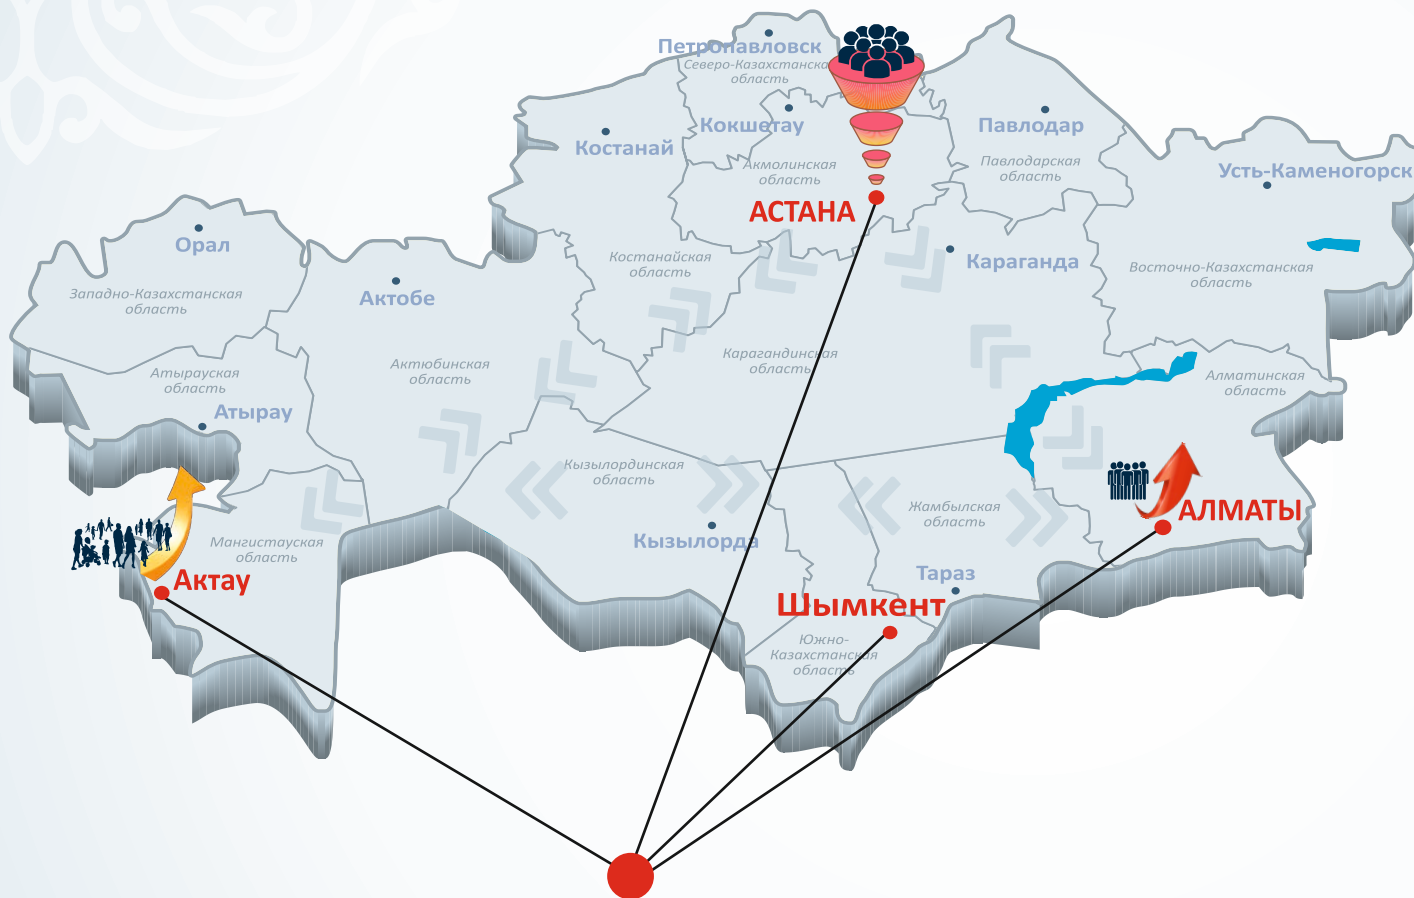 Петропавловск
Северо-Казахстанская
область
Кокшетау
Павлодар
Костанай
Акмолинская
область
Павлодарская
область
Усть-Каменогорск
АСТАНА
Орал
Костанайская
область
Караганда
Восточно-Казахстанская
область
Западно-Казахстанская
область
Актобе
Карагандинская
область
Актюбинская
область
Атырауская
область
Алматинская
область
Атырау
Кызылординская
область
Жамбылская
область
АЛМАТЫ
Кызылорда
Мангистауская
область
Актау
Тараз
Шымкент
Южно-
Казахстанская
область